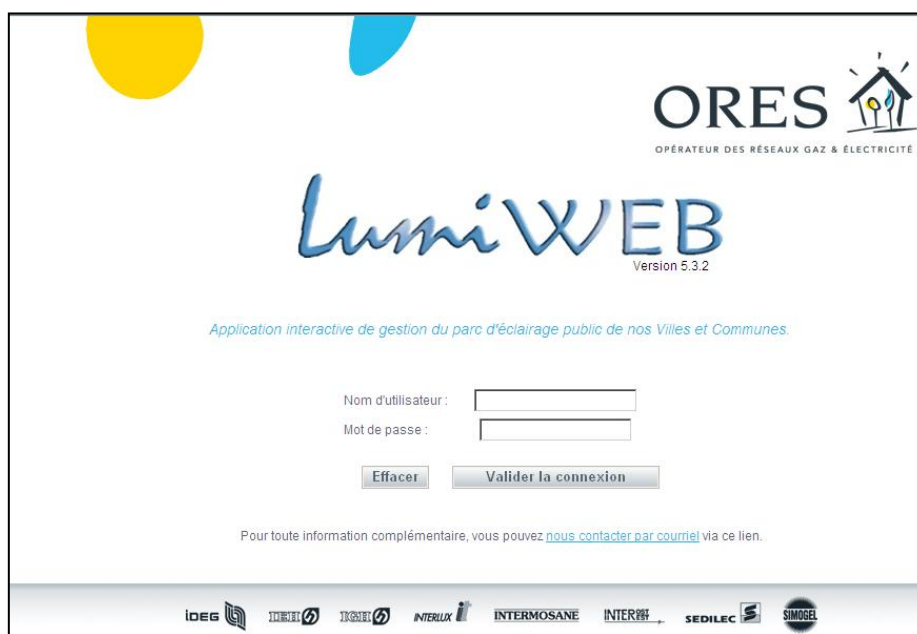 ORES
OPÉRATEUR DES RÉSEAUX GAZ & ÉLECTRICITÉ
LumiWEB
Version 5.3.2
Application interactive de gestion du parc d'éclairage public de nos Villes et Communes.
Nom d'utilisateur :
Mot de passe :
Effacer Valider la connexion
Pour toute information complémentaire, vous pouvez nous contacter par courriel via ce lien.
IDEG IEH IGH INTERLUX INTERMOSANE INTEREST SEDILEC SIMOGEL